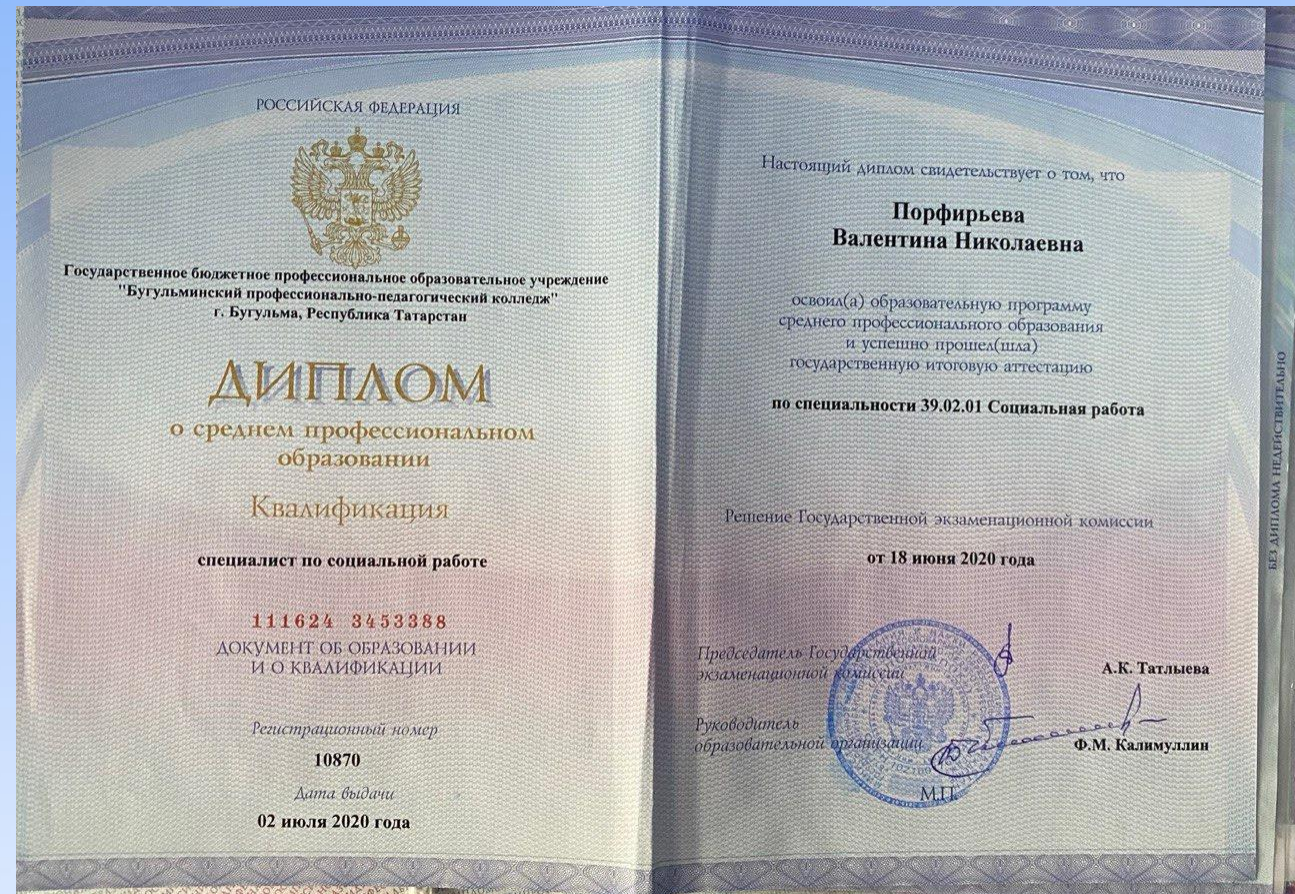 РОССИЙСКАЯ ФЕДЕРАЦИЯ
Государственное бюджетное профессиональное образовательное учреждение
"Бугульминский профессионально-педагогический колледж"
г. Бугульма, Республика Татарстан
ДИПЛОМ
о среднем профессиональном
образовании
Квалификация
специалист по социальной работе
111624 3453388
ДОКУМЕНТ ОБ ОБРАЗОВАНИИ
И О КВАЛИФИКАЦИИ
Регистрационный номер
10870
Дата выдачи
02 июля 2020 года
Настоящий диплом свидетельствует о том, что
Порфирьева
Валентина Николаевна
освоил(а) образовательную программу
среднего профессионального образования
и успешно прошел(шла)
государственную итоговую аттестацию
по специальности 39.02.01 Социальная работа
Решение Государственной экзаменационной комиссии
от 18 июня 2020 года
Председатель Государственной
экзаменационной комиссии
А.К. Татлыева
Руководитель
образовательной организации
Ф.М. Калимуллин
М.П.
БЕЗ ДИПЛОМА НЕДЕЙСТВИТЕЛЬНО